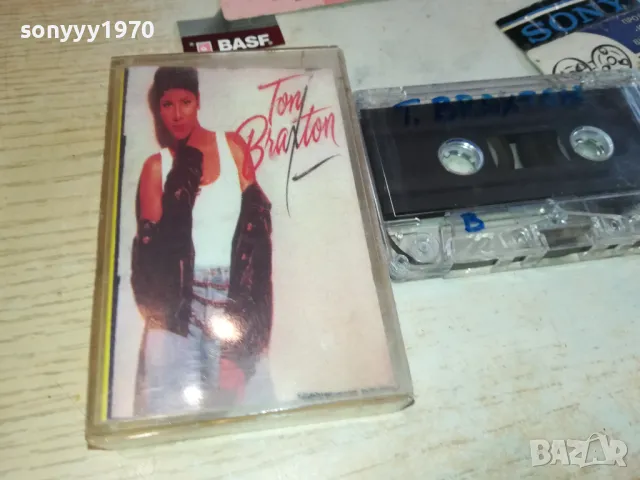 sonyyy1970
BASF
SONY
Toni
Braxton
T. BRAXTON
B
BAZAR